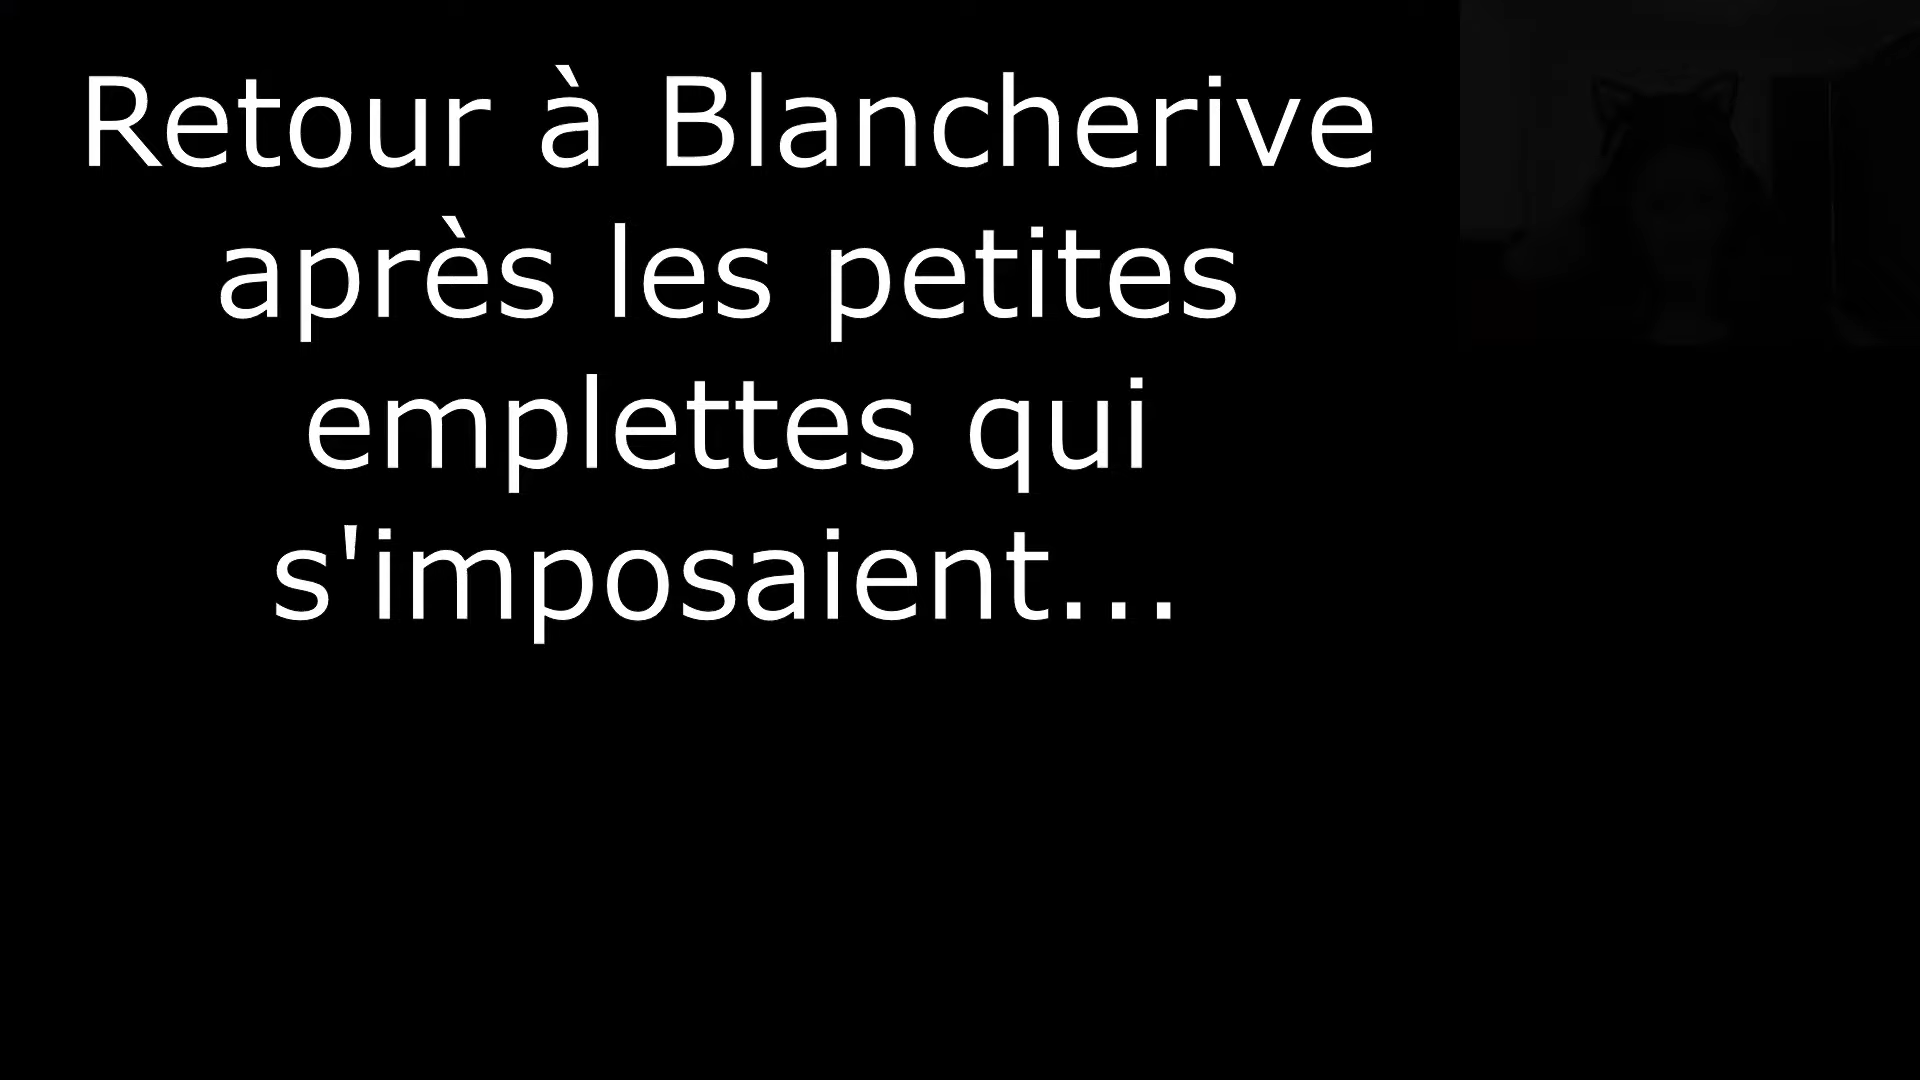 Retour à Blancherive
après les petites
emplettes qui
s'imposaient...